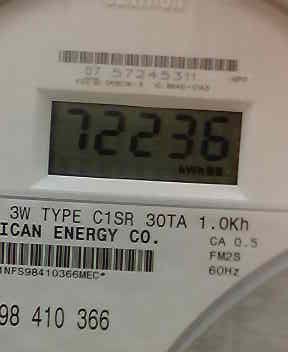 07 57245311
72236
kWh
3W TYPE C1SR 30TA 1.0Kh
ICAN ENERGY CO.
CA 0.5
FM2S
60Hz
1NFS98410366MEC*
98 410 366